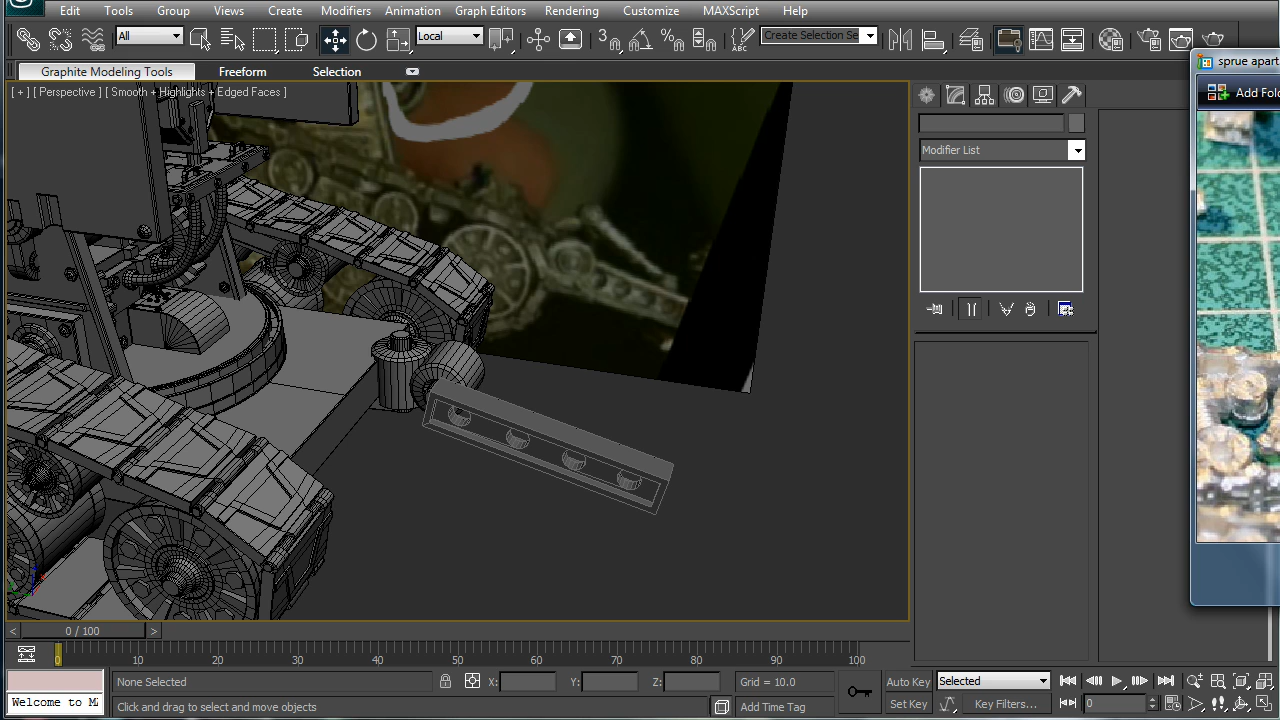 Edit Tools Group Views Create Modifiers Animation Graph Editors Rendering Customize MAXScript Help
All Local 3 Create Selection Se
Graphite Modeling Tools Freeform Selection
sprue apart
[ + ] [ Perspective ] [ Smooth + Highlights + Edged Faces ]
Add Fol
Modifier List
< 0 / 100 >
0 10 20 30 40 50 60 70 80 90 100
None Selected X: Y: Z: Grid = 10.0 Auto Key Selected
Welcome to M
Click and drag to select and move objects Add Time Tag Set Key Key Filters... 0